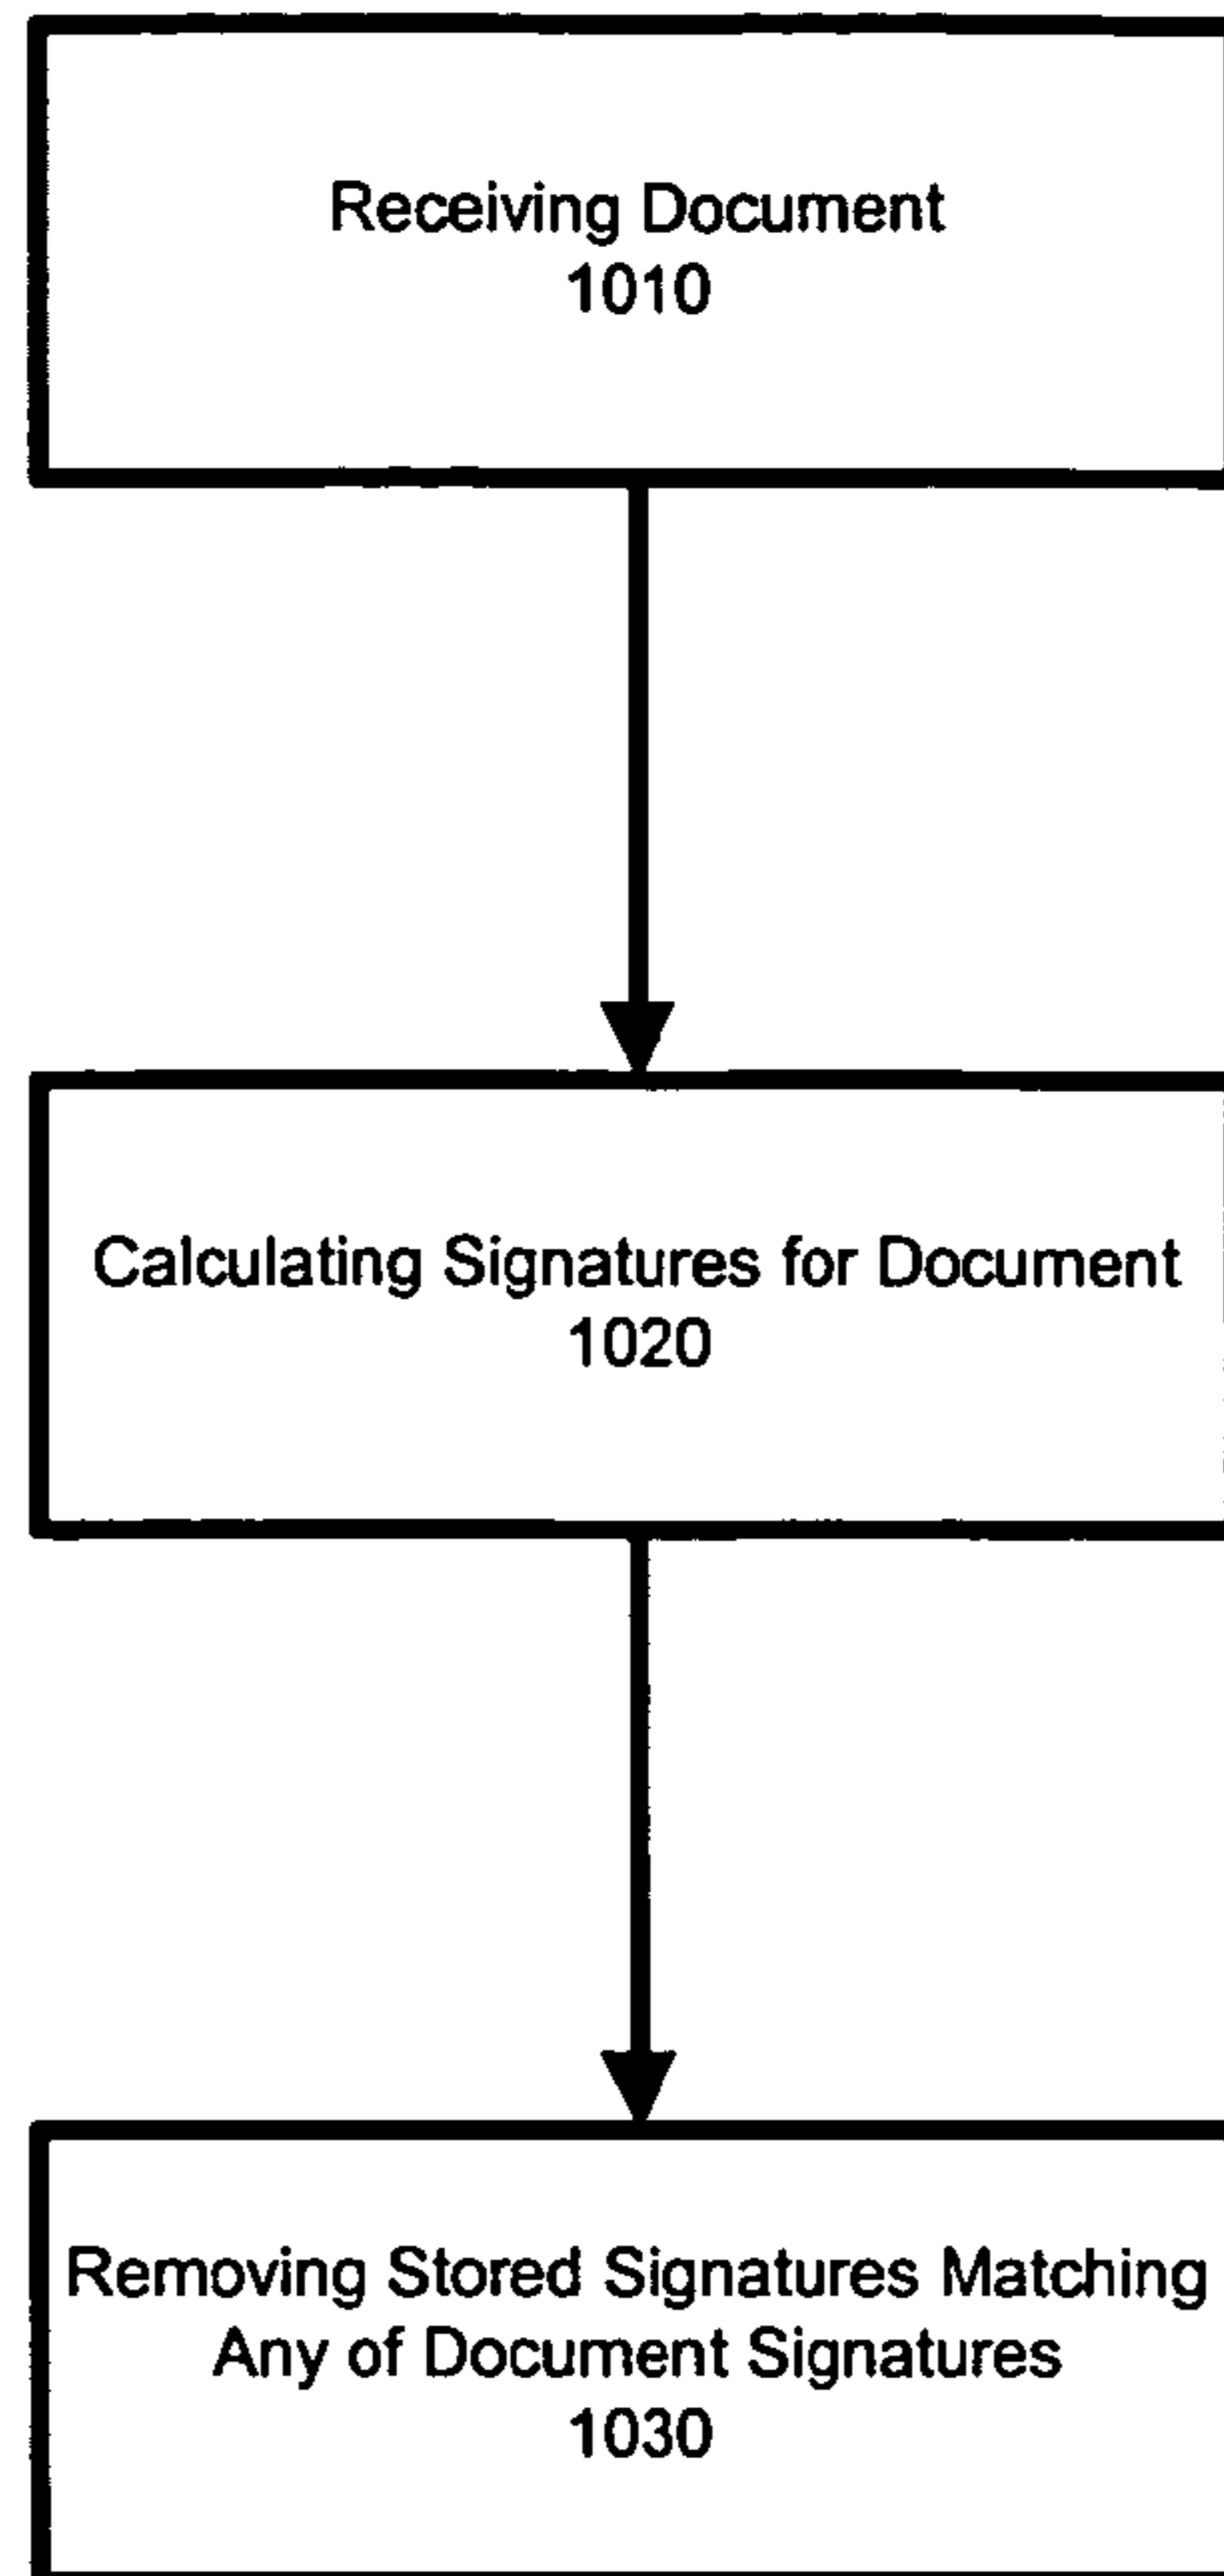 Receiving Document
1010
Calculating Signatures for Document
1020
Removing Stored Signatures Matching
Any of Document Signatures
1030